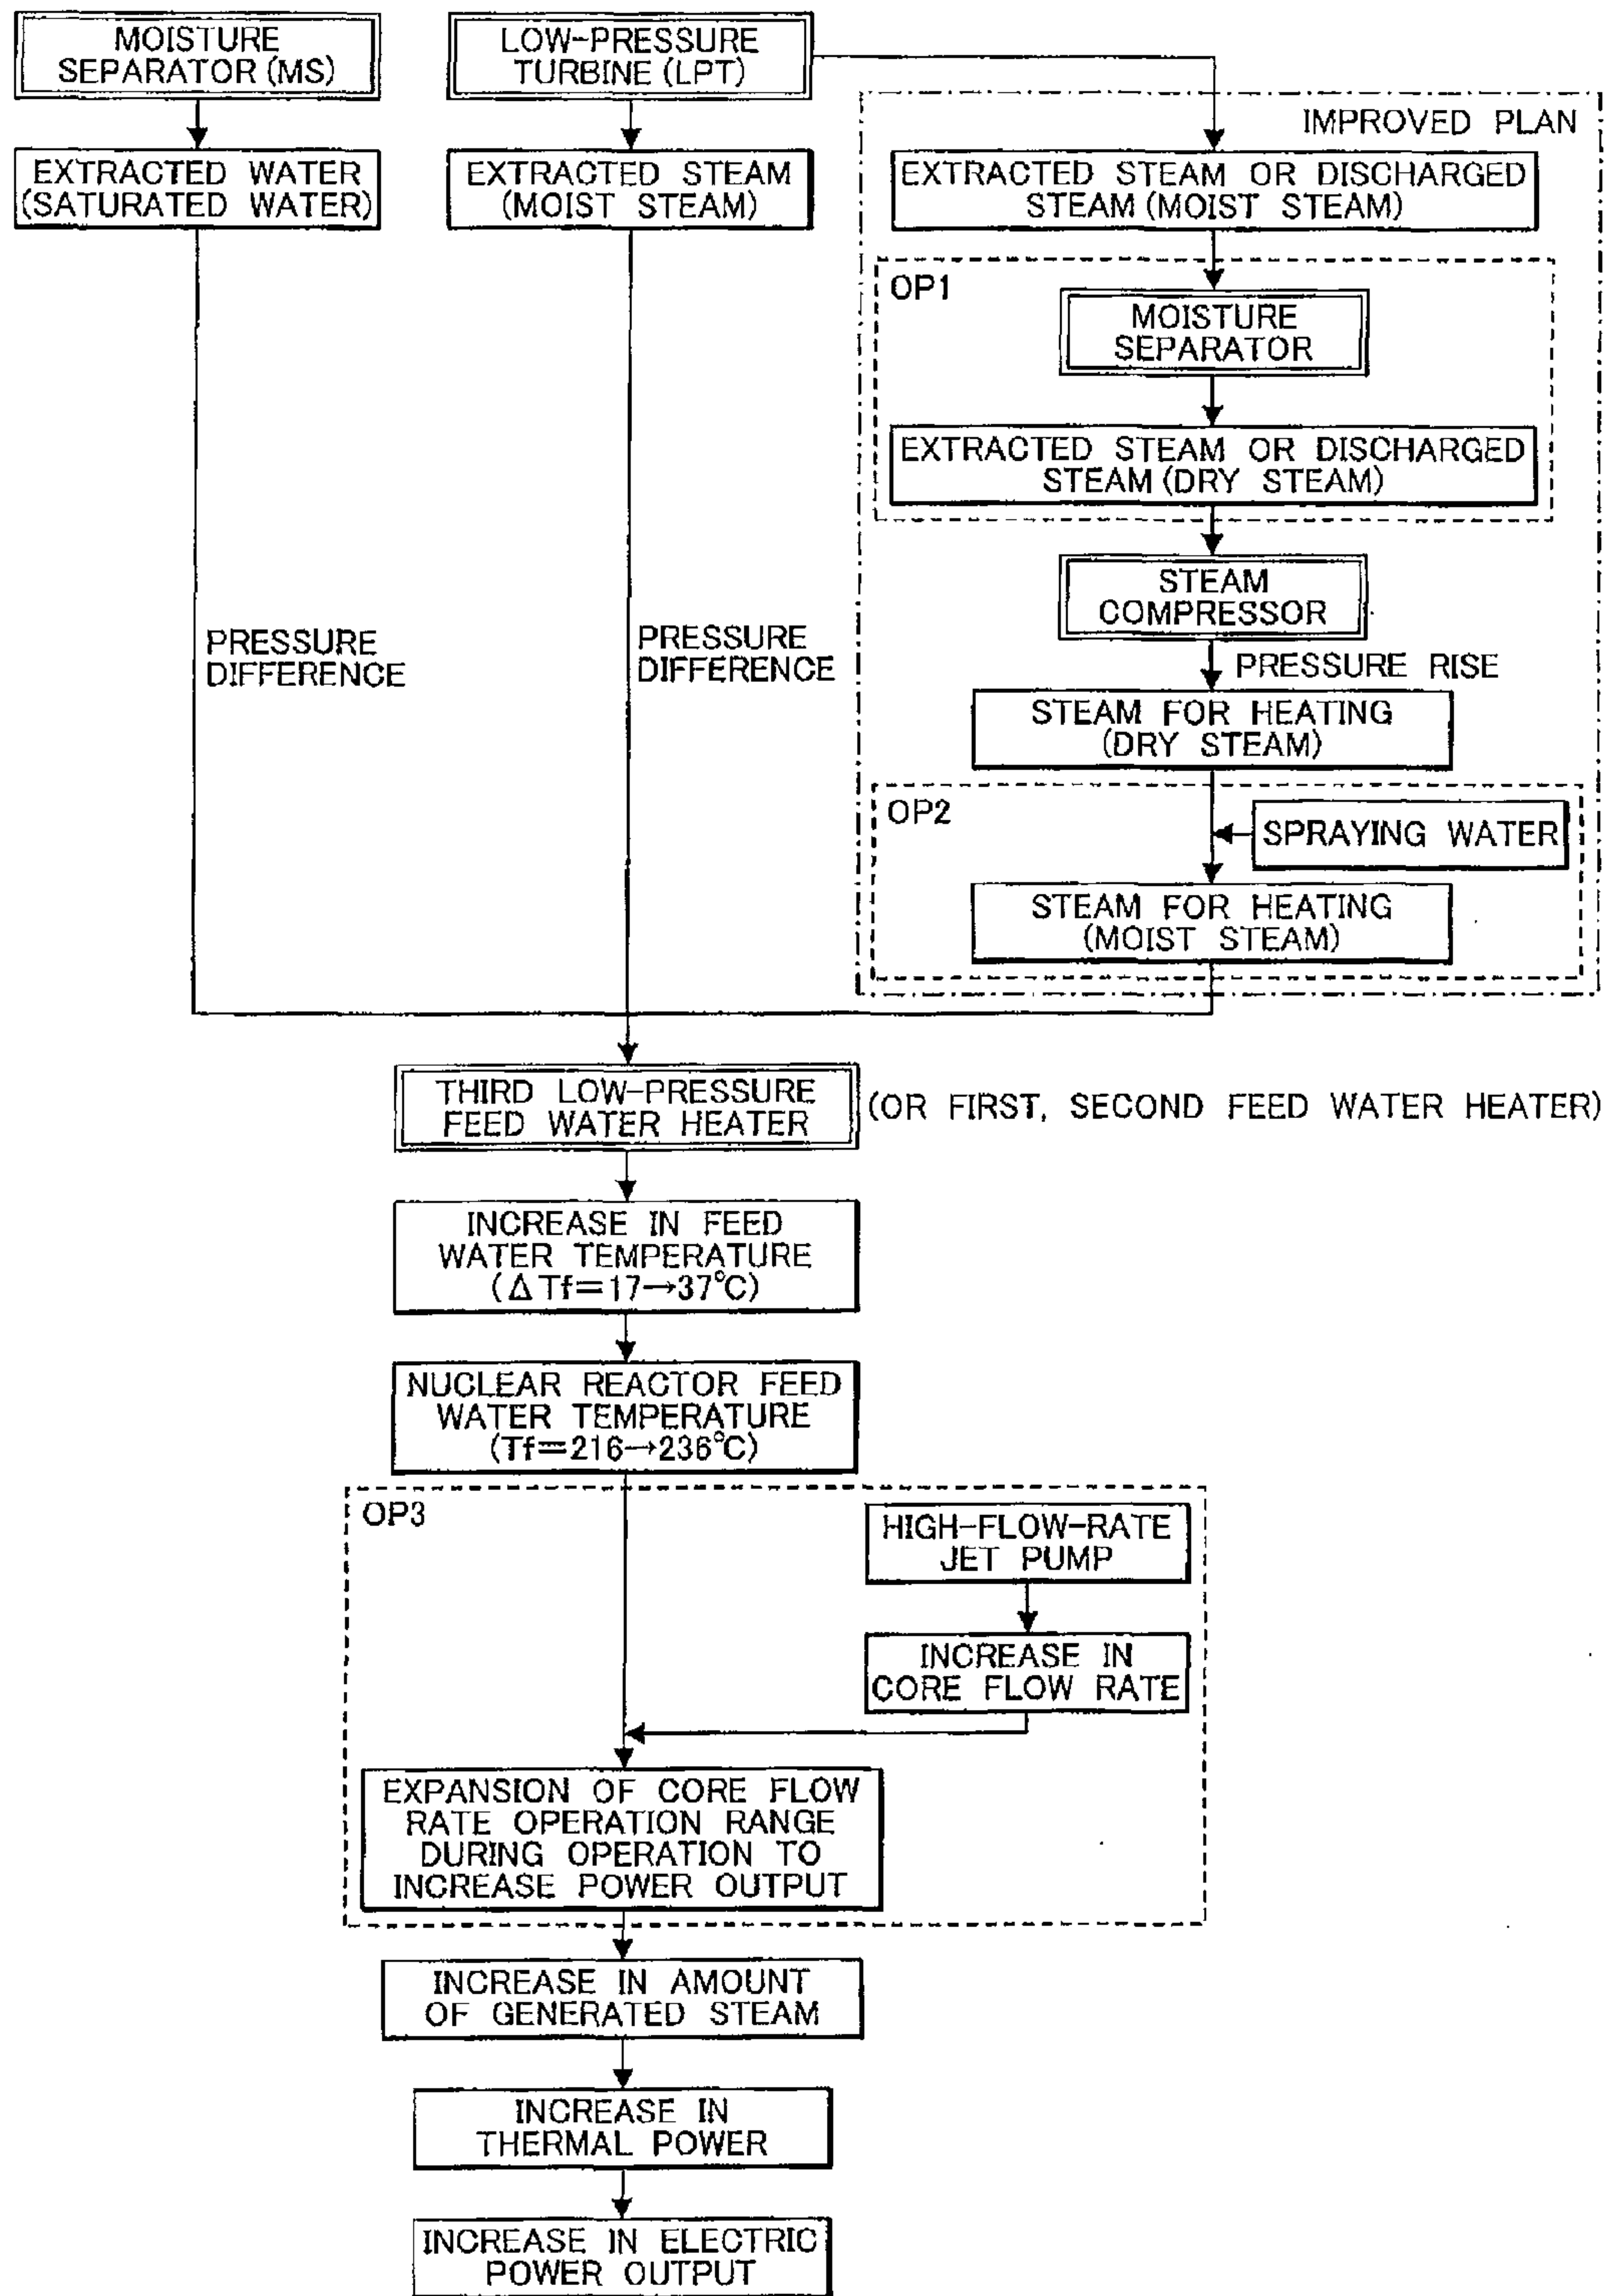 MOISTURE
SEPARATOR (MS)
LOW-PRESSURE
TURBINE (LPT)
IMPROVED PLAN
EXTRACTED WATER
(SATURATED WATER)
EXTRACTED STEAM
(MOIST STEAM)
EXTRACTED STEAM OR DISCHARGED
STEAM (MOIST STEAM)
OP1
MOISTURE
SEPARATOR
EXTRACTED STEAM OR DISCHARGED
STEAM (DRY STEAM)
STEAM
COMPRESSOR
PRESSURE
DIFFERENCE
PRESSURE
DIFFERENCE
PRESSURE RISE
STEAM FOR HEATING
(DRY STEAM)
OP2
SPRAYING WATER
STEAM FOR HEATING
(MOIST STEAM)
THIRD LOW-PRESSURE
FEED WATER HEATER
(OR FIRST, SECOND FEED WATER HEATER)
INCREASE IN FEED
WATER TEMPERATURE
(ΔTf=17→37°C)
NUCLEAR REACTOR FEED
WATER TEMPERATURE
(Tf=216→236°C)
OP3
HIGH-FLOW-RATE
JET PUMP
INCREASE IN
CORE FLOW RATE
EXPANSION OF CORE FLOW
RATE OPERATION RANGE
DURING OPERATION TO
INCREASE POWER OUTPUT
INCREASE IN AMOUNT
OF GENERATED STEAM
INCREASE IN
THERMAL POWER
INCREASE IN ELECTRIC
POWER OUTPUT